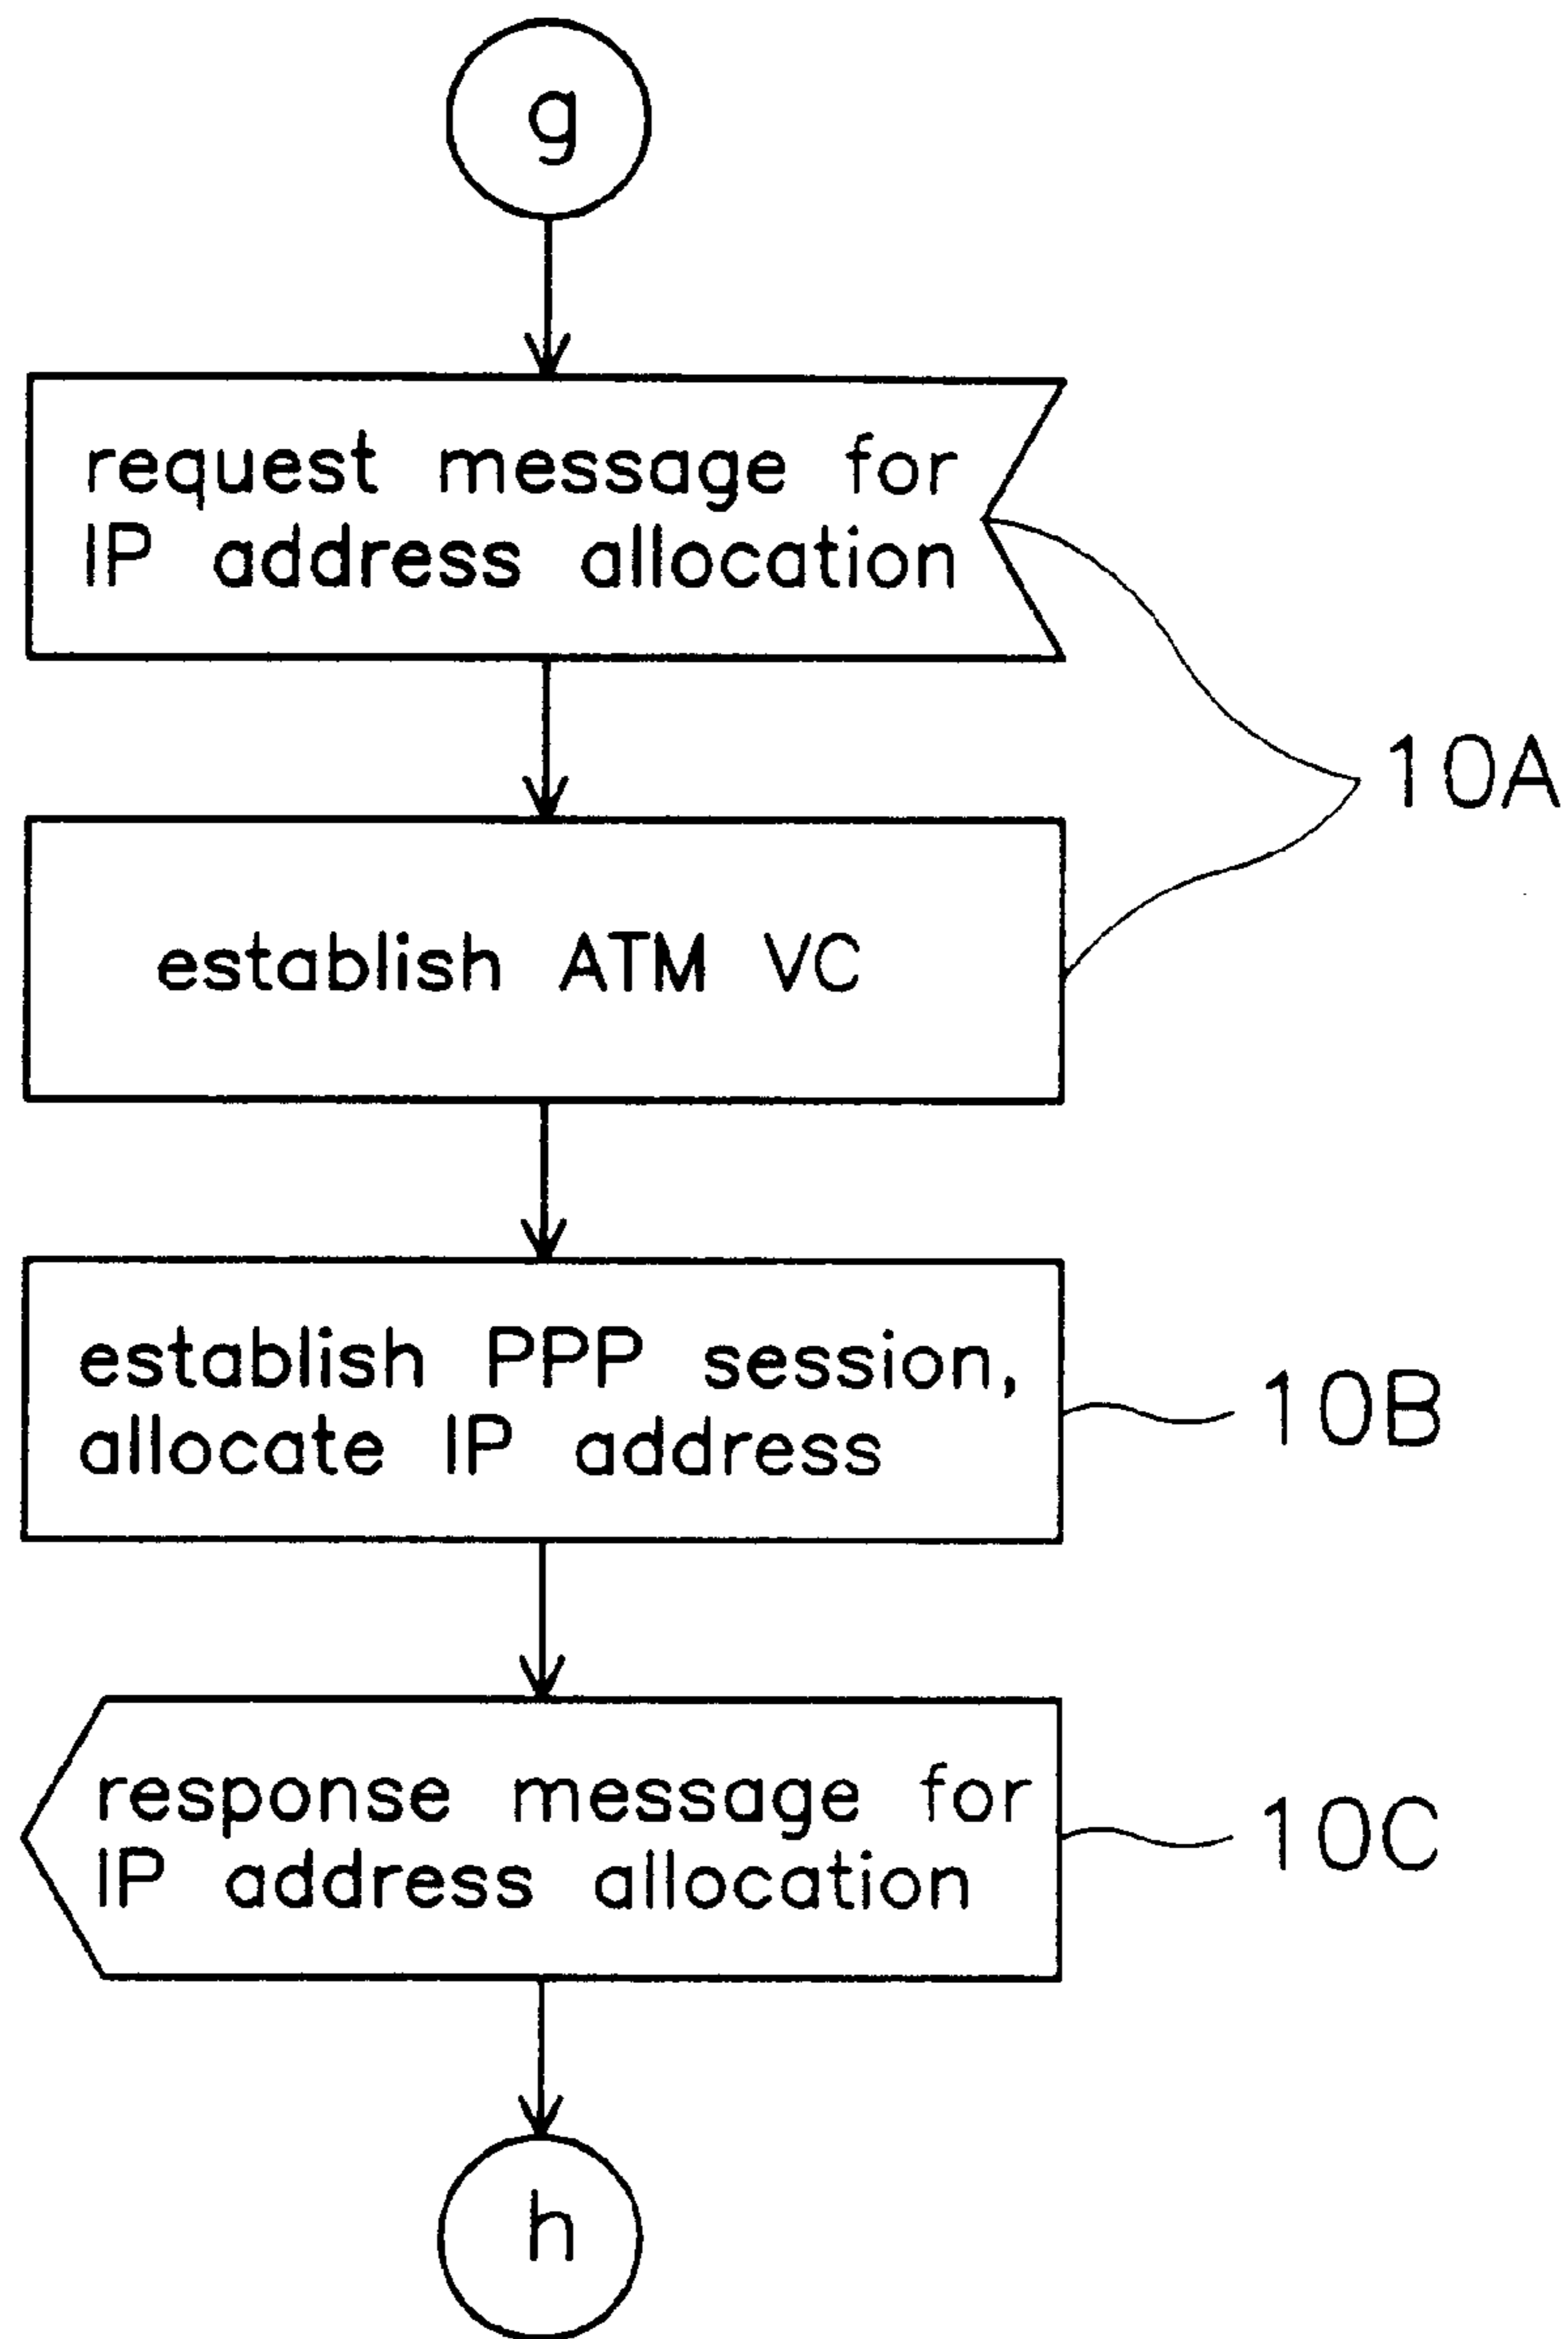 g
request message for
IP address allocation
10A
establish ATM VC
establish PPP session,
allocate IP address
10B
response message for
IP address allocation
10C
h